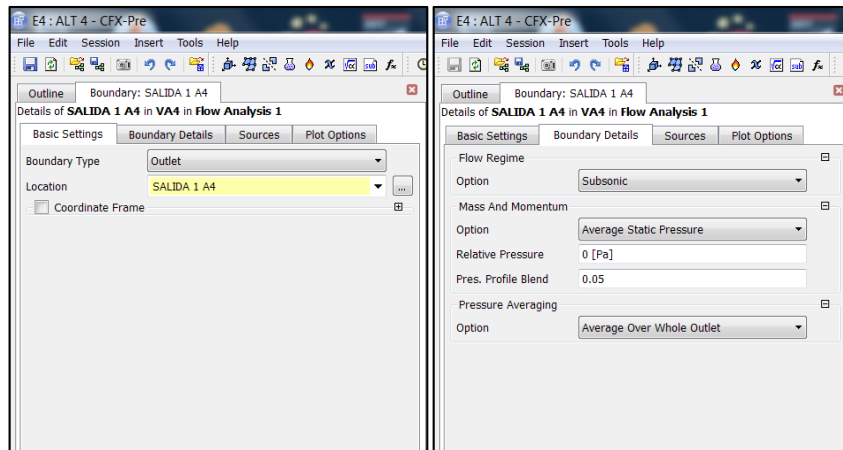 E4 : ALT 4 - CFX-Pre
File Edit Session Insert Tools Help
Outline Boundary: SALIDA 1 A4
Details of SALIDA 1 A4 in VA4 in Flow Analysis 1
Basic Settings Boundary Details Sources Plot Options
Boundary Type Outlet
Location SALIDA 1 A4 ...
Coordinate Frame
E4 : ALT 4 - CFX-Pre
File Edit Session Insert Tools Help
Outline Boundary: SALIDA 1 A4
Details of SALIDA 1 A4 in VA4 in Flow Analysis 1
Basic Settings Boundary Details Sources Plot Options
Flow Regime
Option Subsonic
Mass And Momentum
Option Average Static Pressure
Relative Pressure 0 [Pa]
Pres. Profile Blend 0.05
Pressure Averaging
Option Average Over Whole Outlet